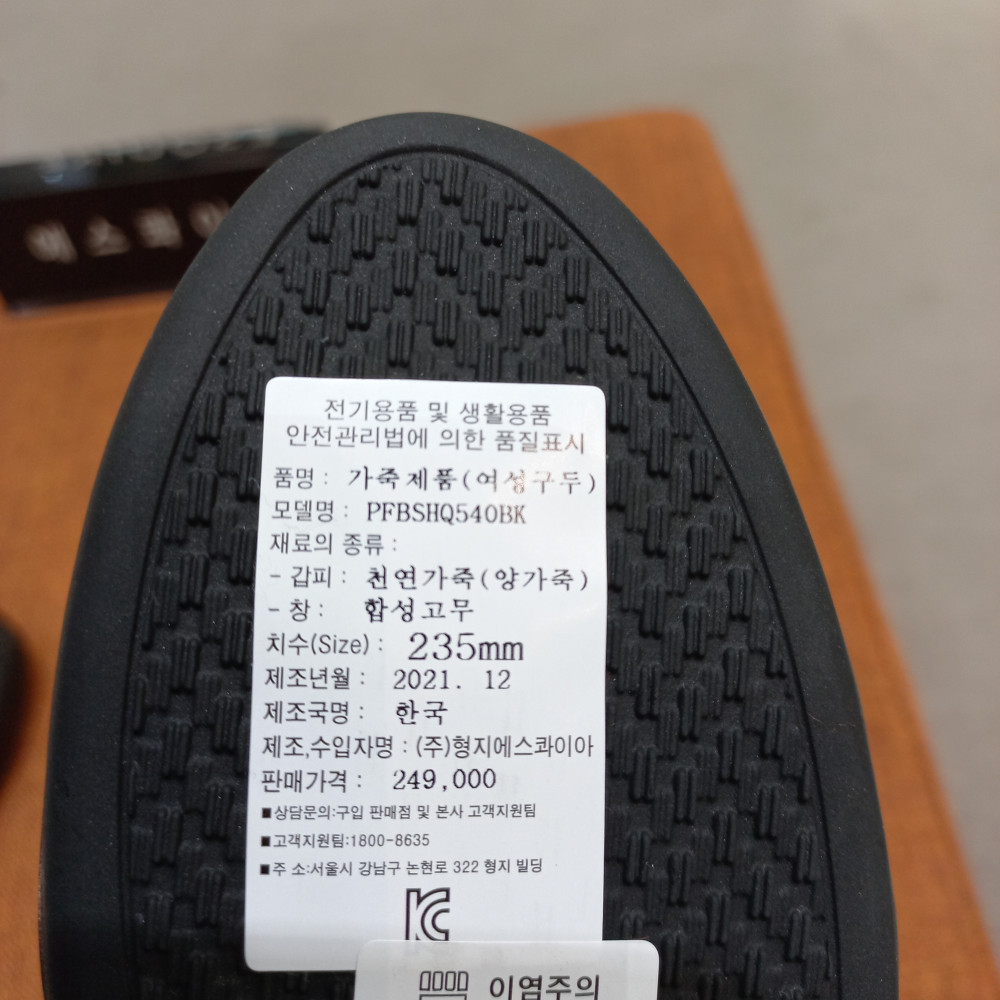 에스콰이
전기용품 및 생활용품
안전관리법에 의한 품질표시
품명 : 가죽제품(여성구두)
모델명 : PFBSHQ540BK
재료의 종류 :
- 갑피 : 천연가죽(양가죽)
- 창 : 합성고무
치수(Size) : 235mm
제조년월 : 2021. 12
제조국명 : 한국
제조,수입자명 : (주)형지에스콰이아
판매가격 : 249,000
■상담문의:구입 판매점 및 본사 고객지원팀
■고객지원팀:1800-8635
■주 소:서울시 강남구 논현로 322 형지 빌딩
KC
이염주의